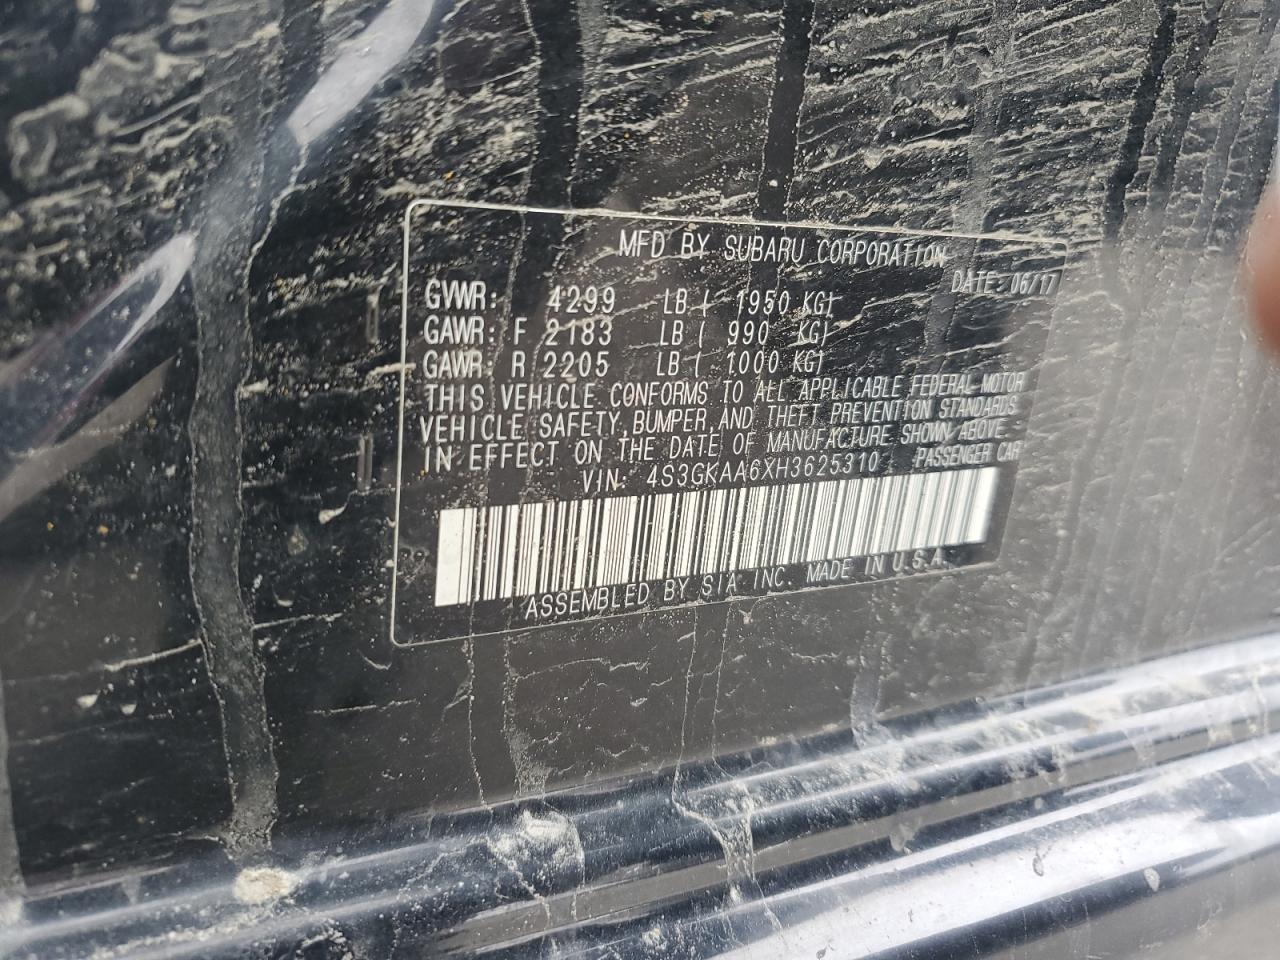 MFD BY SUBARU CORPORATION
DATE: 06/17
GVWR: 4299 LB ( 1950 KG)
GAWR: F 2183 LB ( 990 KG)
GAWR: R 2205 LB ( 1000 KG)
THIS VEHICLE CONFORMS TO ALL APPLICABLE FEDERAL MOTOR
VEHICLE SAFETY, BUMPER, AND THEFT PREVENTION STANDARDS
IN EFFECT ON THE DATE OF MANUFACTURE SHOWN ABOVE.
VIN: 4S3GKAA6XH3625310 PASSENGER CAR
ASSEMBLED BY SIA INC. MADE IN U.S.A.